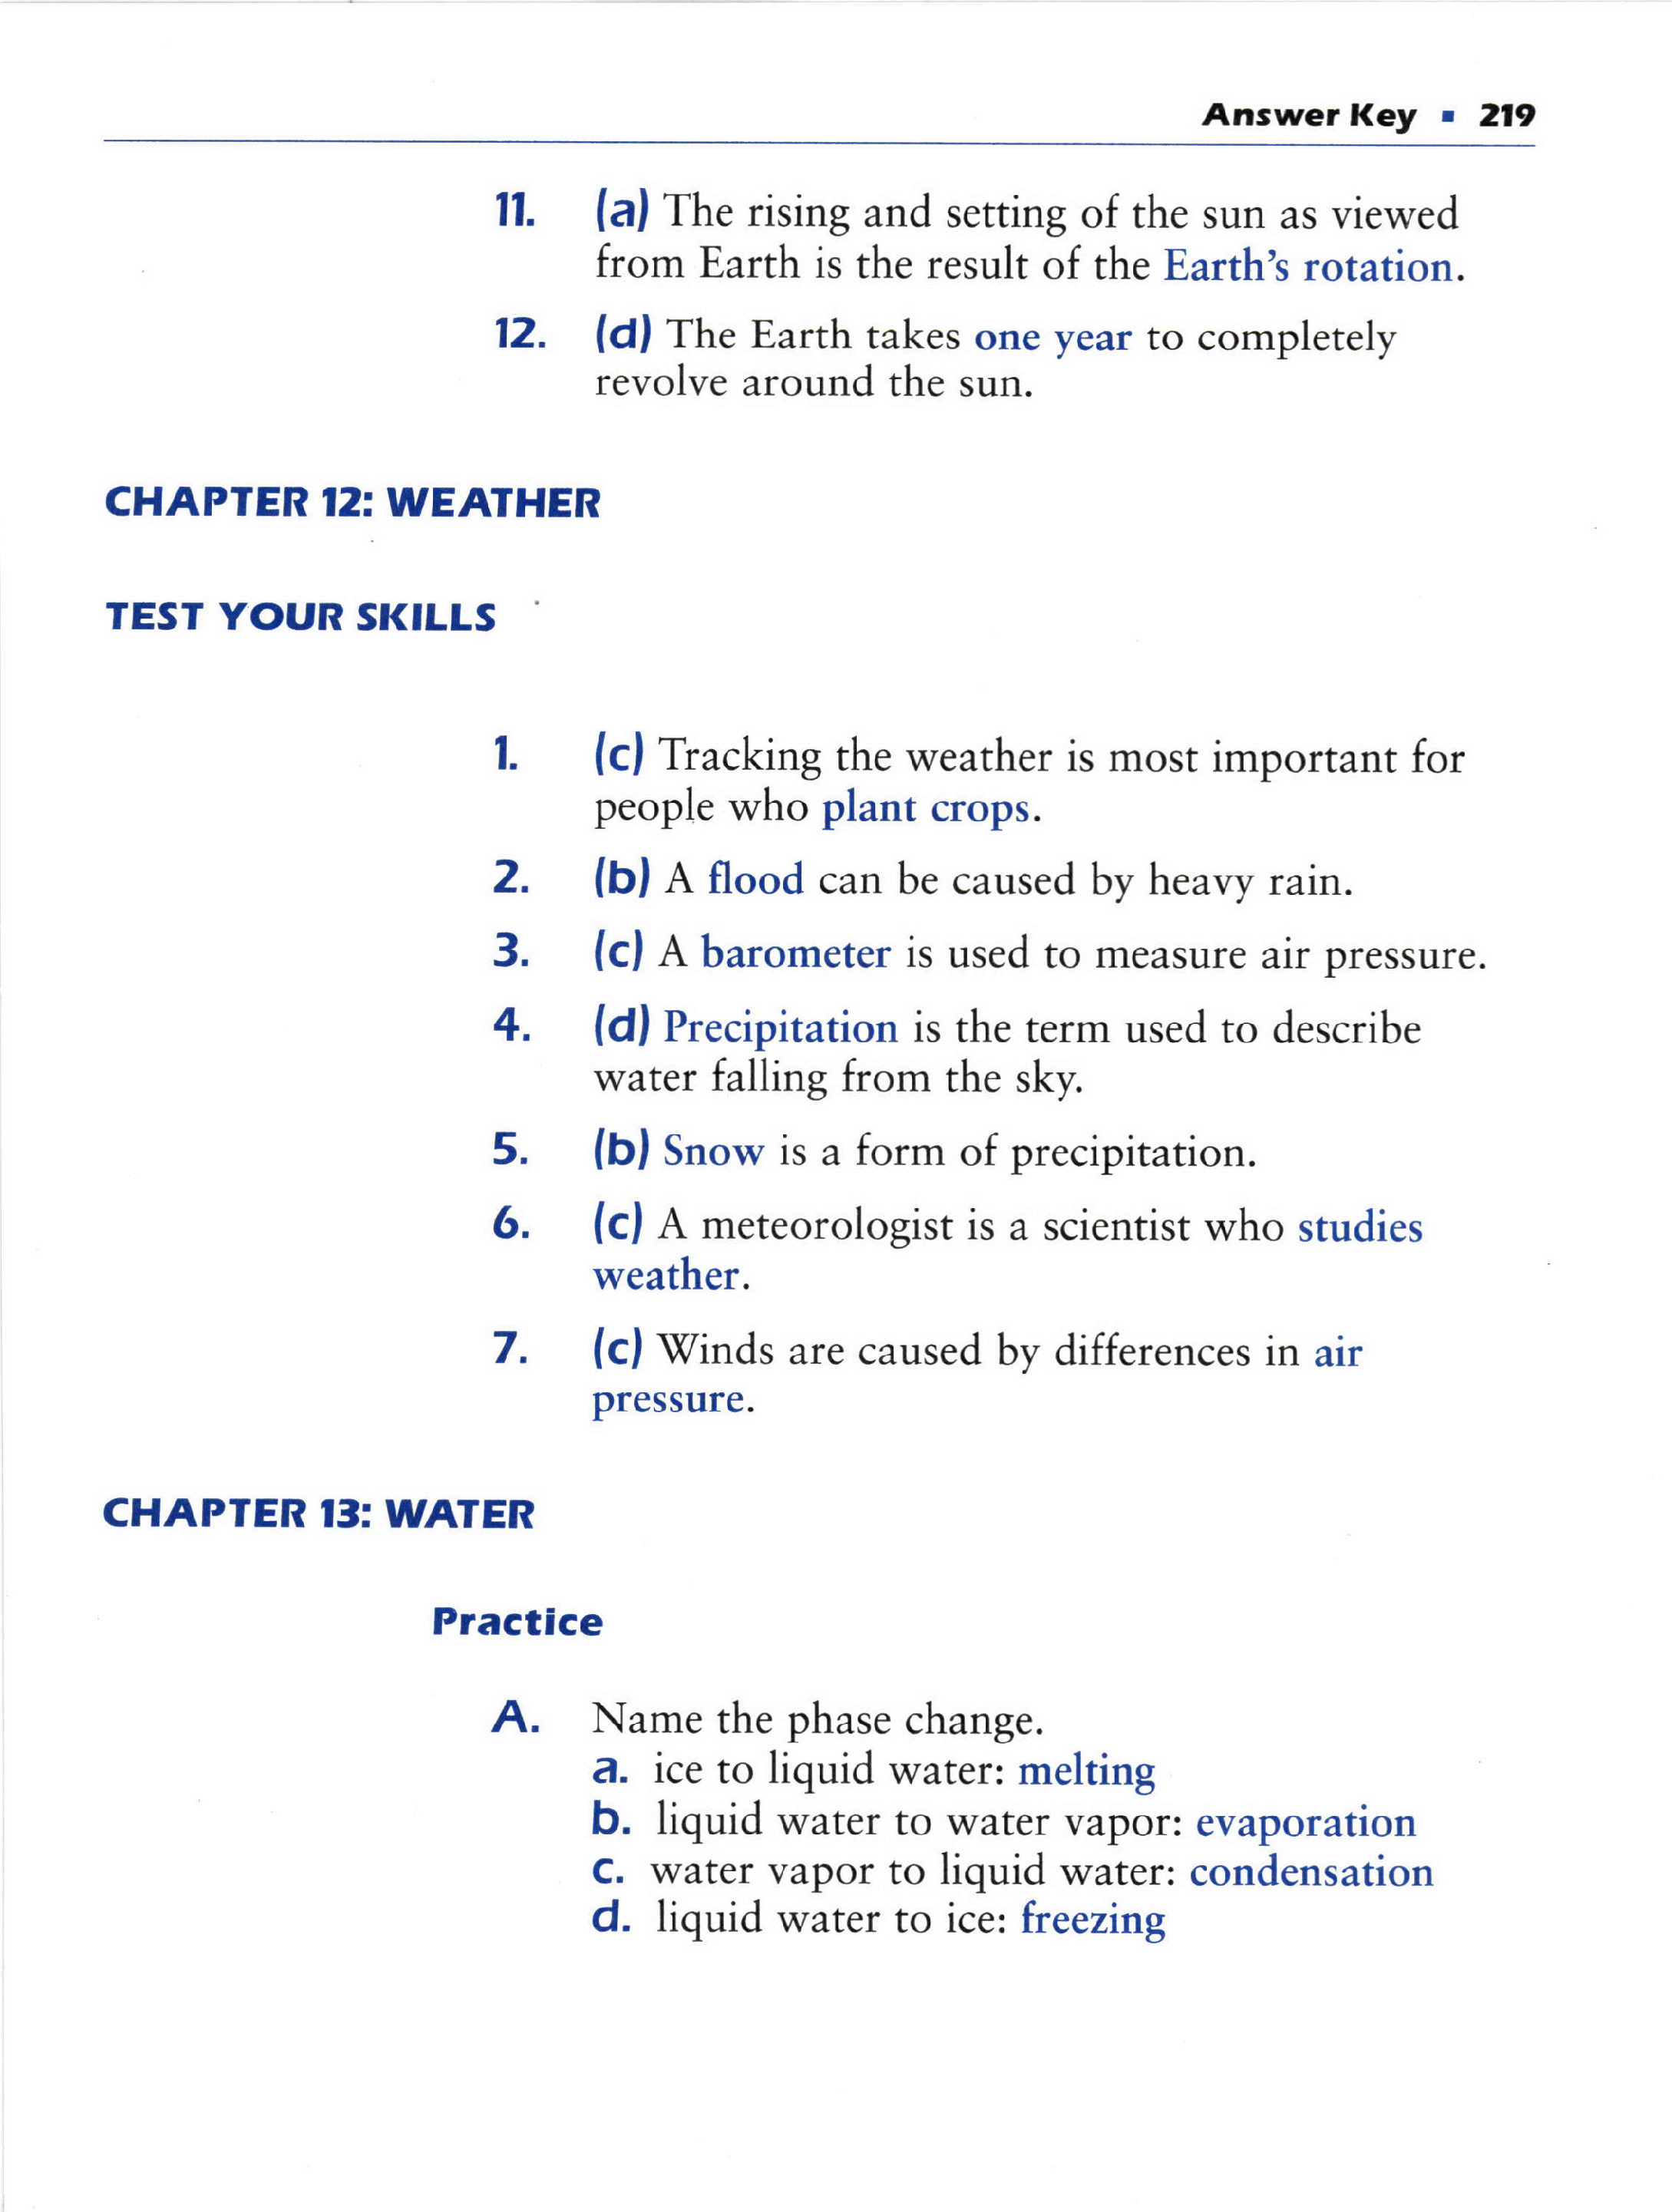 Answer Key ▪ 219
11. (a) The rising and setting of the sun as viewed
from Earth is the result of the Earth's rotation.
12. (d) The Earth takes one year to completely
revolve around the sun.
CHAPTER 12: WEATHER
TEST YOUR SKILLS
1. (c) Tracking the weather is most important for
people who plant crops.
2. (b) A flood can be caused by heavy rain.
3. (c) A barometer is used to measure air pressure.
4. (d) Precipitation is the term used to describe
water falling from the sky.
5. (b) Snow is a form of precipitation.
6. (c) A meteorologist is a scientist who studies
weather.
7. (c) Winds are caused by differences in air
pressure.
CHAPTER 13: WATER
Practice
A. Name the phase change.
a. ice to liquid water: melting
b. liquid water to water vapor: evaporation
c. water vapor to liquid water: condensation
d. liquid water to ice: freezing